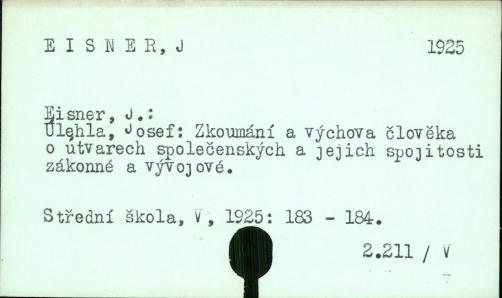 E I S N E R, J 1925
Eisner, J.:
Úlehla, Josef: Zkoumání a výchova člověka
o útvarech společenských a jejich spojitosti
zákonné a vývojové.
Střední škola, V, 1925: 183 - 184.
2.211 / V